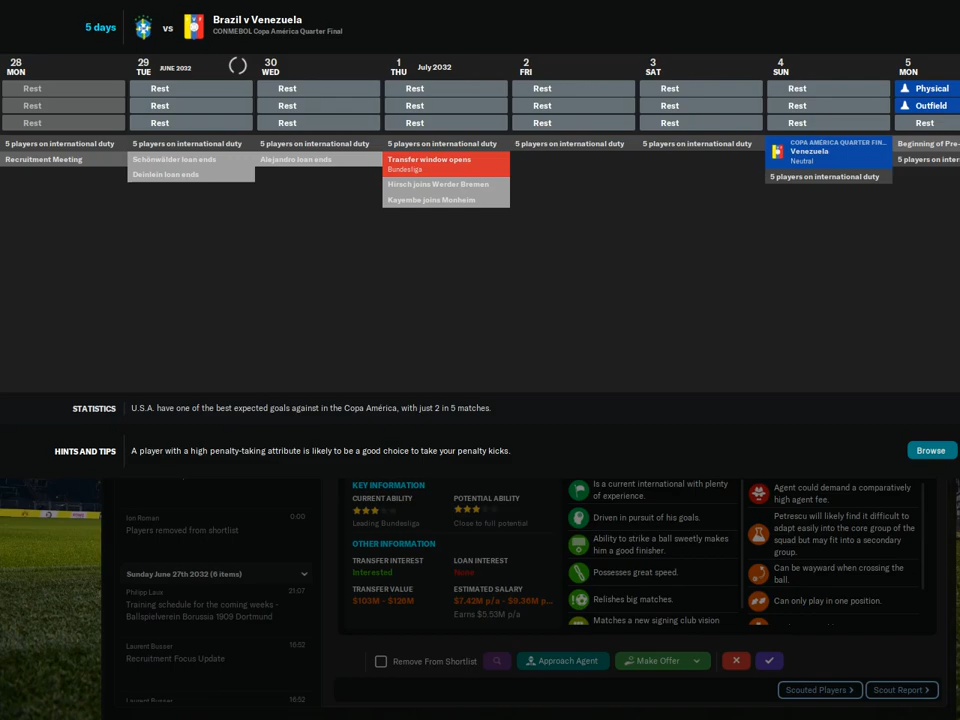 5 days
vs
Brazil v Venezuela
CONMEBOL Copa América Quarter Final
28
MON
29
TUE
JUNE 2032
30
WED
1
THU
July 2032
2
FRI
3
SAT
4
SUN
5
MON
Rest
Rest
Rest
Rest
Rest
Rest
Rest
Physical
Rest
Rest
Rest
Rest
Rest
Rest
Rest
Outfield
Rest
Rest
Rest
Rest
Rest
Rest
Rest
Rest
5 players on international duty
5 players on international duty
5 players on international duty
5 players on international duty
5 players on international duty
5 players on international duty
COPA AMÉRICA QUARTER FIN...
Venezuela
Neutral
5 players on international duty
Beginning of Pre-
5 players on inter
Recruitment Meeting
Schönwälder loan ends
Deinlein loan ends
Alejandro loan ends
Transfer window opens
Bundesliga
Hirsch joins Werder Bremen
Kayembe joins Monheim
STATISTICS
U.S.A. have one of the best expected goals against in the Copa América, with just 2 in 5 matches.
HINTS AND TIPS
A player with a high penalty-taking attribute is likely to be a good choice to take your penalty kicks.
Browse
Ion Roman
0:00
Players removed from shortlist
Sunday June 27th 2032 (6 items)
Philipp Laux
21:07
Training schedule for the coming weeks -
Ballspielverein Borussia 1909 Dortmund
Laurent Busser
16:52
Recruitment Focus Update
Laurent Busser
16:52
KEY INFORMATION
CURRENT ABILITY
POTENTIAL ABILITY
Leading Bundesliga
Close to full potential
OTHER INFORMATION
TRANSFER INTEREST
LOAN INTEREST
Interested
None
TRANSFER VALUE
ESTIMATED SALARY
$103M - $126M
$7.42M p/a - $9.36M p...
Earns $5.53M p/a
Is a current international with plenty
of experience.
Driven in pursuit of his goals.
Ability to strike a ball sweetly makes
him a good finisher.
Possesses great speed.
Relishes big matches.
Matches a new signing club vision
Agent could demand a comparatively
high agent fee.
Petrescu will likely find it difficult to
adapt easily into the core group of the
squad but may fit into a secondary
group.
Can be wayward when crossing the
ball.
Can only play in one position.
Remove From Shortlist
Approach Agent
Make Offer
Scouted Players >
Scout Report >